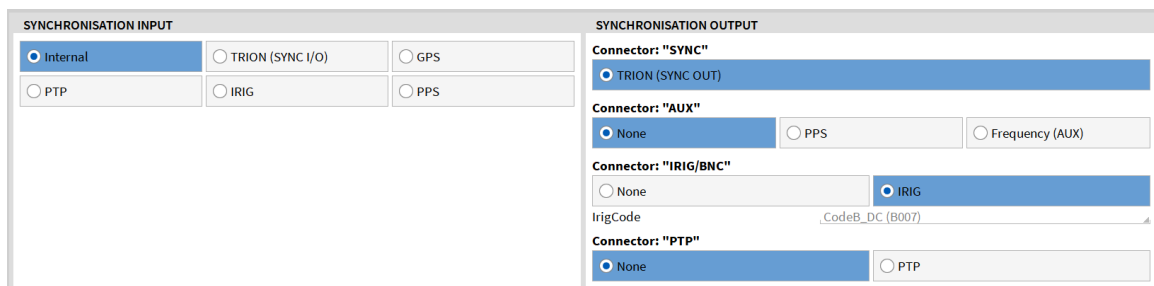 SYNCHRONISATION INPUT
Internal
TRION (SYNC I/O)
GPS
PTP
IRIG
PPS
SYNCHRONISATION OUTPUT
Connector: "SYNC"
TRION (SYNC OUT)
Connector: "AUX"
None
PPS
Frequency (AUX)
Connector: "IRIG/BNC"
None
IRIG
IrigCode
CodeB_DC (B007)
Connector: "PTP"
None
PTP